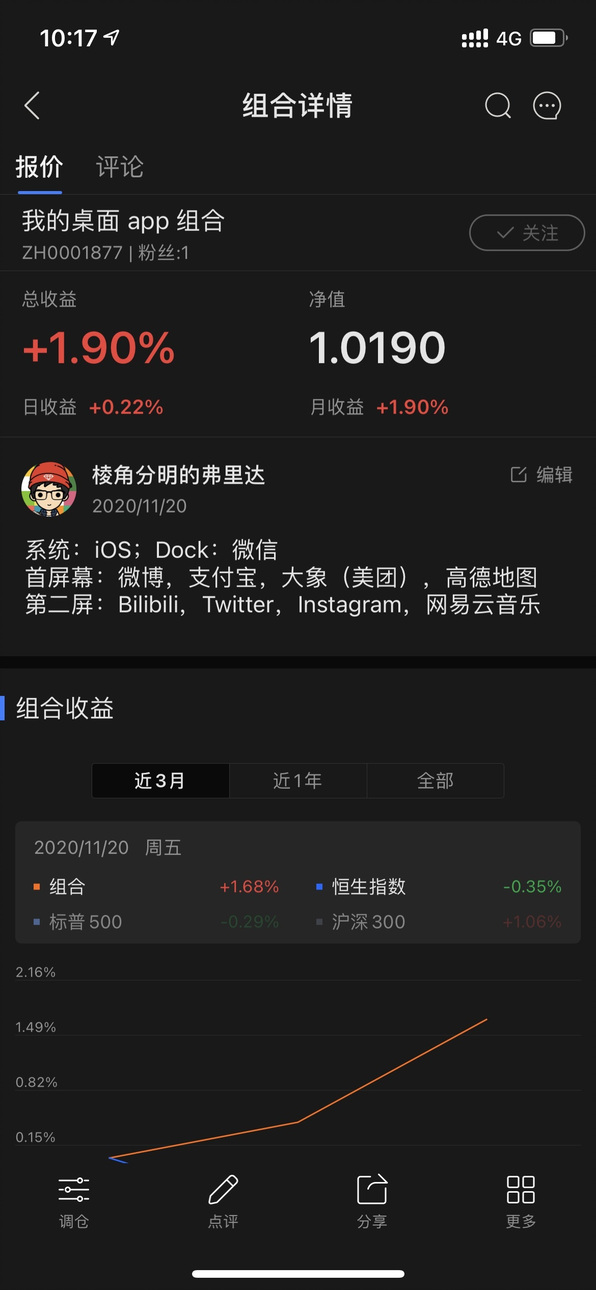 10:17
4G
组合详情
报价 评论
我的桌面 app 组合
关注
ZH0001877 | 粉丝:1
总收益 净值
+1.90% 1.0190
日收益 +0.22% 月收益 +1.90%
棱角分明的弗里达
编辑
2020/11/20
系统：iOS；Dock：微信
首屏幕：微博，支付宝，大象（美团），高德地图
第二屏：Bilibili，Twitter，Instagram，网易云音乐
组合收益
近3月 近1年 全部
2020/11/20 周五
组合 +1.68% 恒生指数 -0.35%
标普500 -0.29% 沪深300 +1.06%
2.16%
1.49%
0.82%
0.15%
调仓 点评 分享 更多